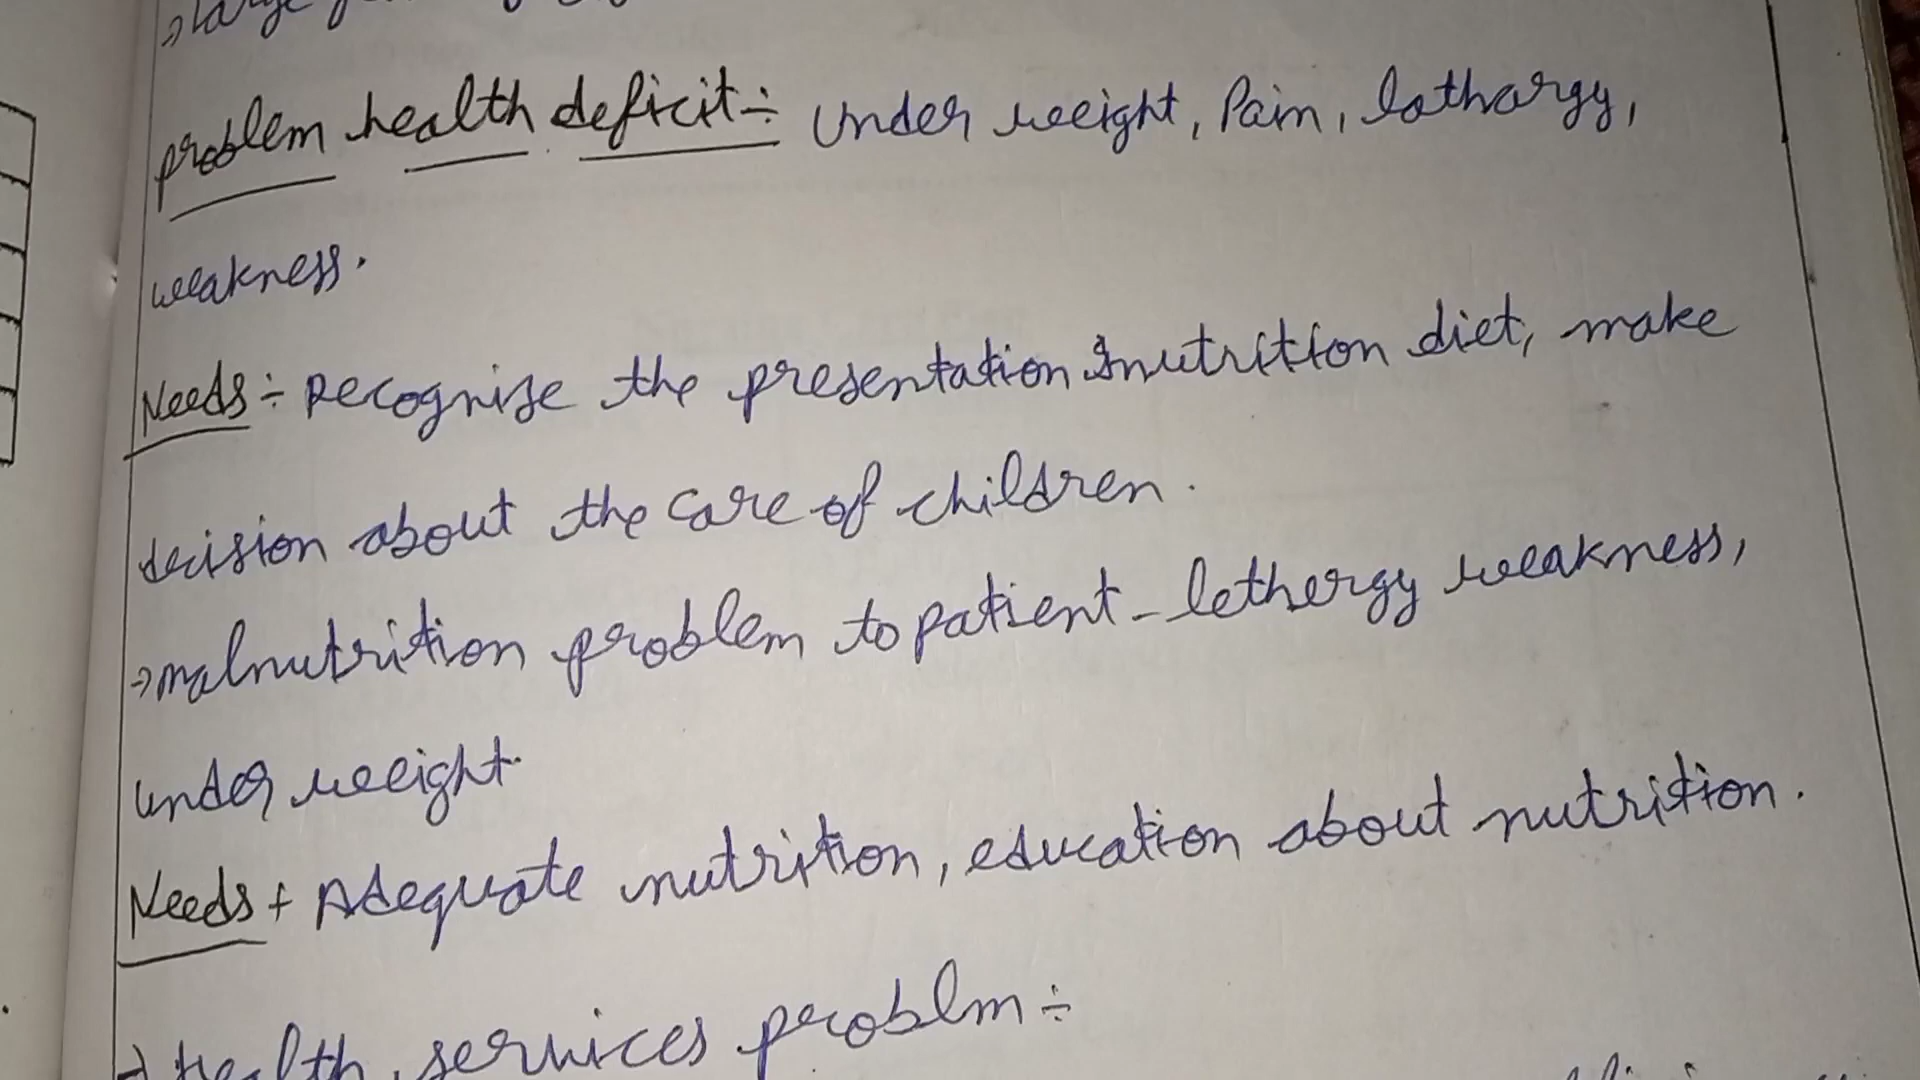 → Large
problem health deficit÷ Under weight, Pain, lathargy,
weakness.
Needs÷ Recognise the presentation & nutrition diet, make
decision about the care of children.
→ malnutrition problem to patient - lethergy weakness,
under weight.
Needs ÷ Adequate nutrition, education about nutrition.
→ Health services problm ÷